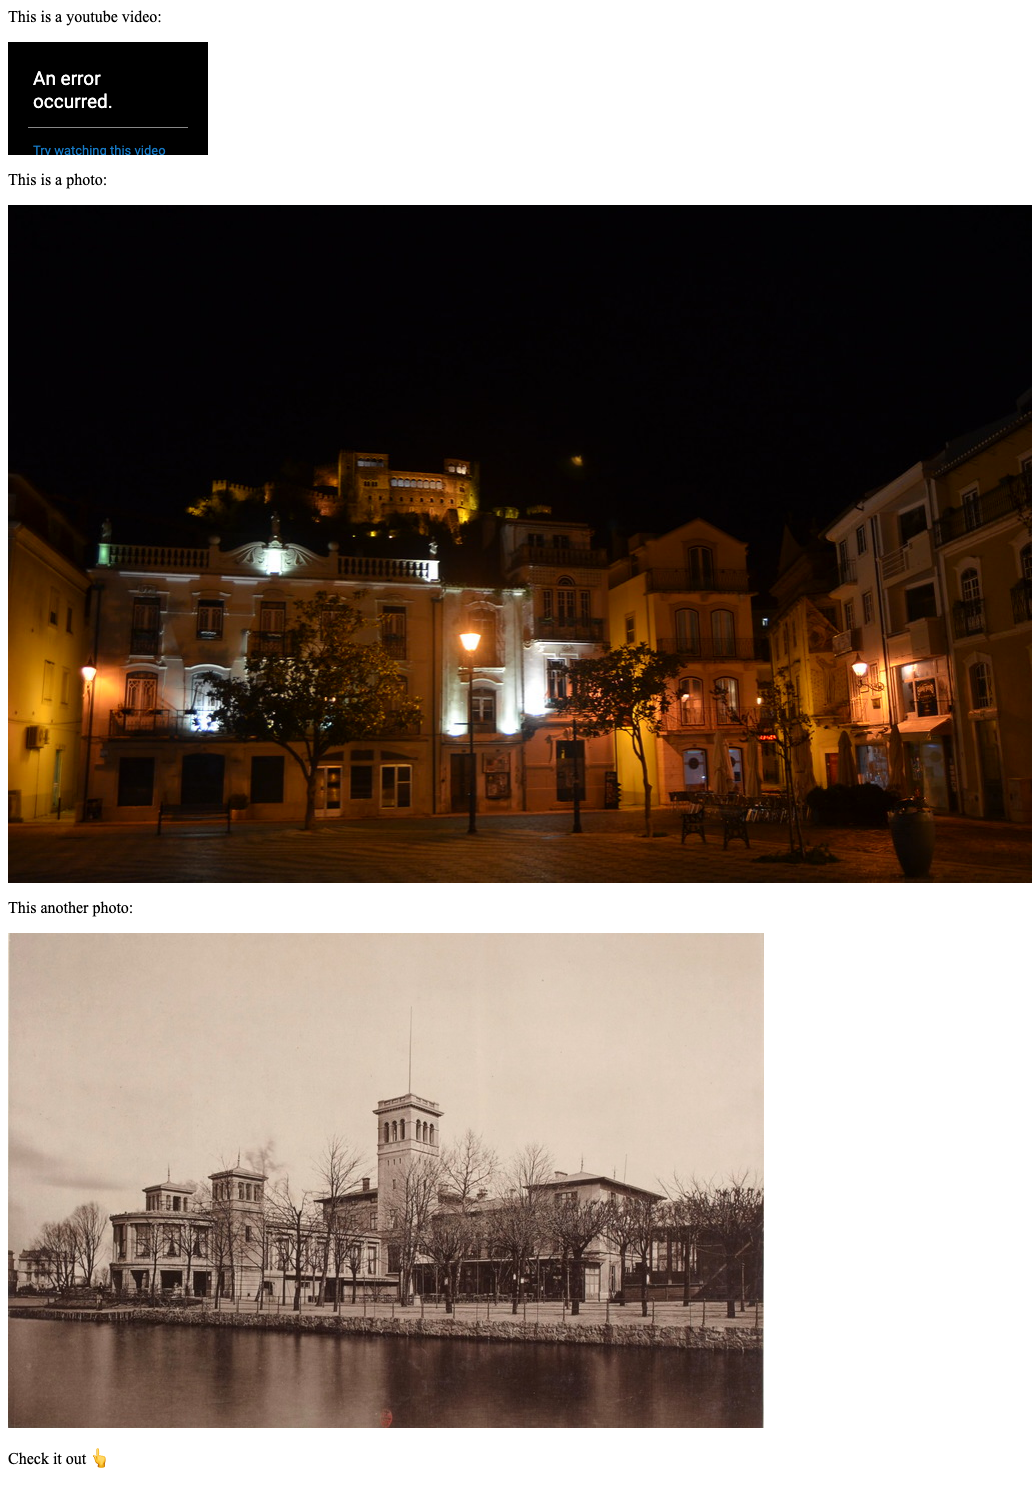 This is a youtube video:
An error
occurred.
Try watching this video
This is a photo:
This another photo:
Check it out 👆